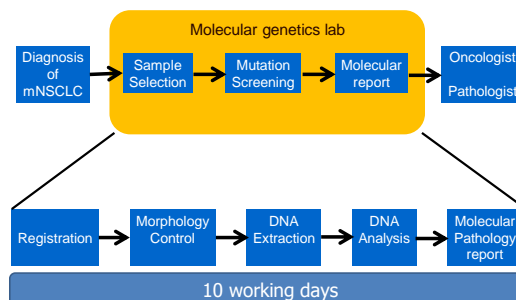 Molecular genetics lab
Diagnosis
of
mNSCLC
Sample
Selection
Mutation
Screening
Molecular
report
Oncologist
Pathologist
Registration
Morphology
Control
DNA
Extraction
DNA
Analysis
Molecular
Pathology
report
10 working days